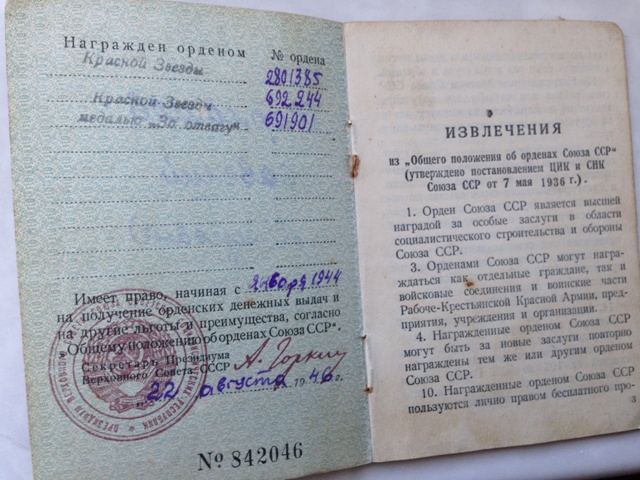 Награжден орденом № ордена
Красной Звезды 2801385
Красной Звезды 692244
медалью „За отвагу" 691901
Имеет право, начиная с 1944
на получение орденских денежных выдач и
на другие льготы и преимущества, согласно
„Общему положению об орденах Союза ССР".
Секретарь Президиума
Верховного Совета СССР А. Горкин
„22" августа 1946 г.
№ 842046
ИЗВЛЕЧЕНИЯ
из „Общего положения об орденах Союза ССР"
(утверждено постановлением ЦИК и СНК
Союза ССР от 7 мая 1936 г.).
1. Орден Союза ССР является высшей
наградой за особые заслуги в области
социалистического строительства и обороны
Союза ССР.
3. Орденами Союза ССР могут награ-
ждаться как отдельные граждане, так и
войсковые соединения и воинские части
Рабоче-Крестьянской Красной Армии, пред-
приятия, учреждения и организации.
4. Награжденные орденом Союза ССР
могут быть за новые заслуги повторно
награждены тем же или другим орденом
Союза ССР.
10. Награжденные орденом Союза ССР
пользуются лично правом бесплатного про-
3